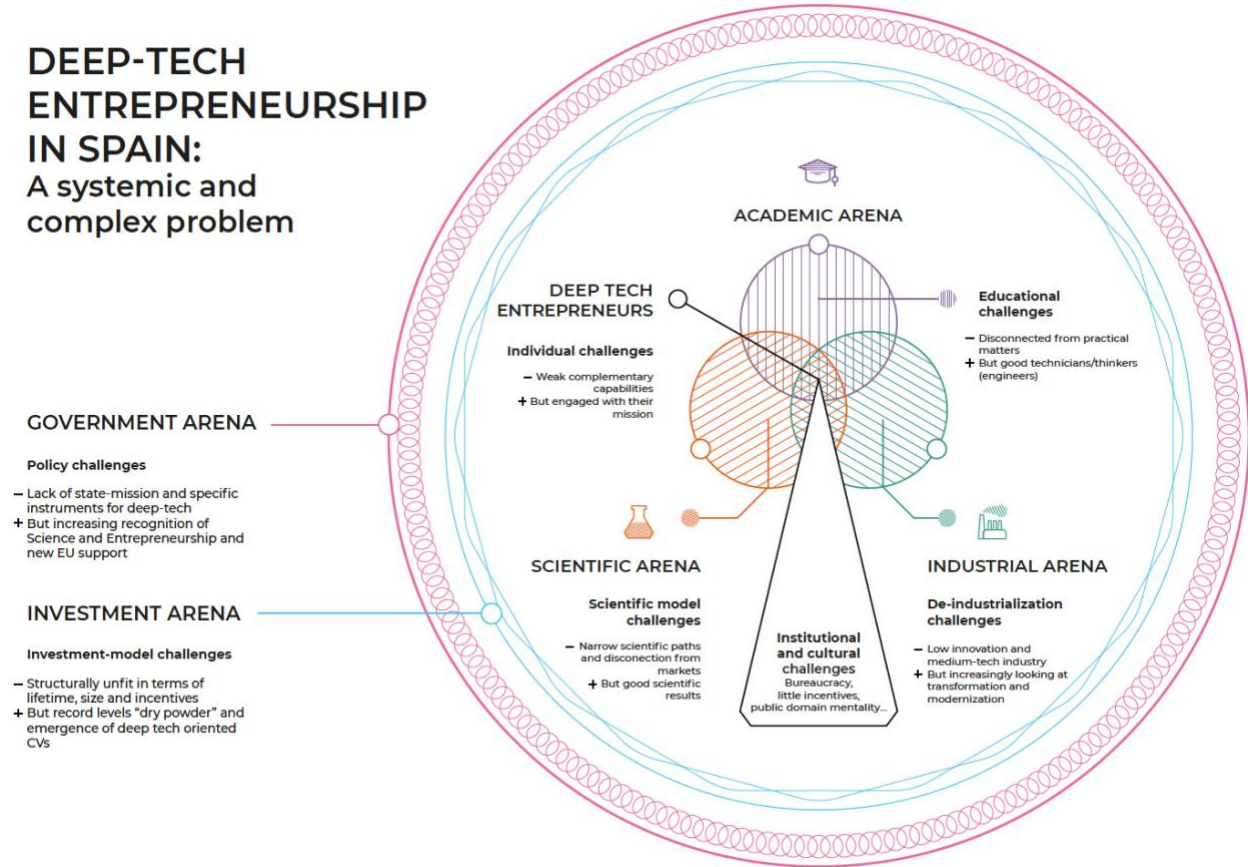 DEEP-TECH
ENTREPRENEURSHIP
IN SPAIN:
A systemic and
complex problem
ACADEMIC ARENA
DEEP TECH
ENTREPRENEURS
Individual challenges
− Weak complementary
capabilities
+ But engaged with their
mission
Educational
challenges
− Disconnected from practical
matters
+ But good technicians/thinkers
(engineers)
GOVERNMENT ARENA
Policy challenges
− Lack of state-mission and specific
instruments for deep-tech
+ But increasing recognition of
Science and Entrepreneurship and
new EU support
INVESTMENT ARENA
Investment-model challenges
− Structurally unfit in terms of
lifetime, size and incentives
+ But record levels “dry powder” and
emergence of deep tech oriented
CVs
SCIENTIFIC ARENA
Scientific model
challenges
− Narrow scientific paths
and disconection from
markets
+ But good scientific
results
Institutional
and cultural
challenges
Bureaucracy,
little incentives,
public domain mentality...
INDUSTRIAL ARENA
De-industrialization
challenges
− Low innovation and
medium-tech industry
+ But increasingly looking at
transformation and
modernization